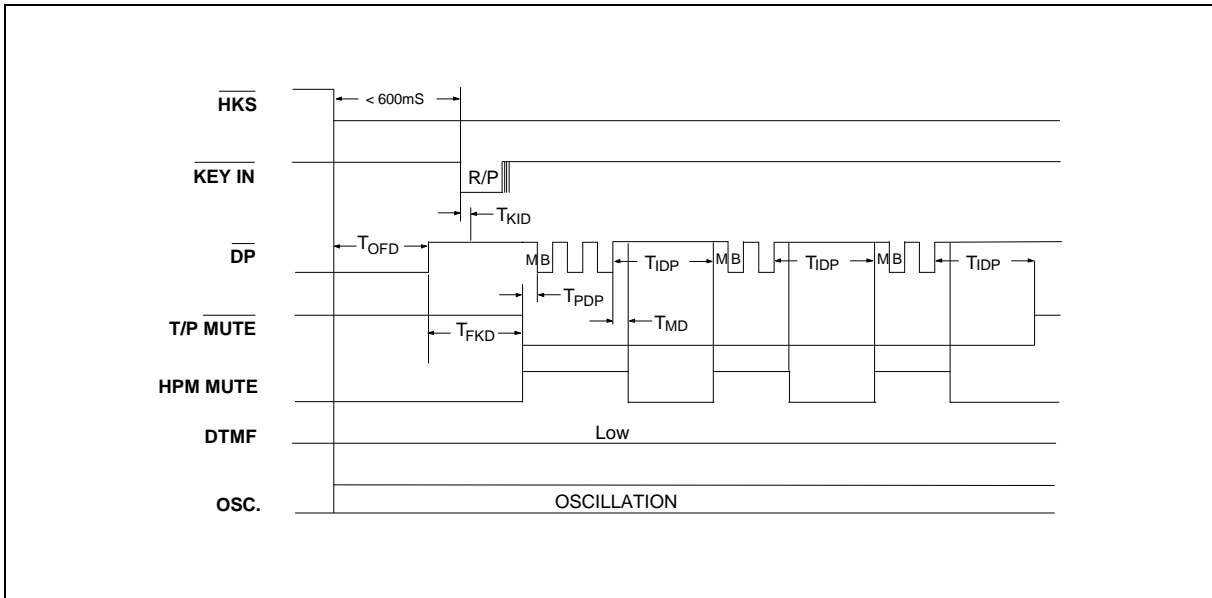 HKS
< 600mS
KEY IN
R/P
TKID
TOFD
DP
M B
TIDP
M B
TIDP
M B
TIDP
TPDP
T/P MUTE
TFKD
TMD
HPM MUTE
DTMF
Low
OSC.
OSCILLATION